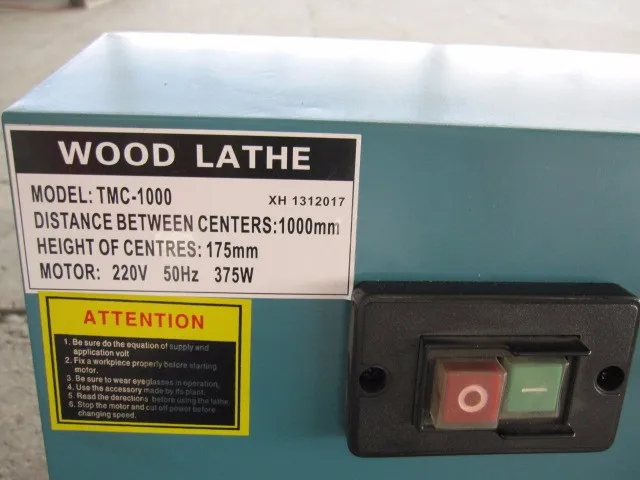 WOOD LATHE
MODEL: TMC-1000 XH 1312017
DISTANCE BETWEEN CENTERS:1000mm
HEIGHT OF CENTRES: 175mm
MOTOR: 220V 50Hz 375W
ATTENTION
1. Be sure do the equation of supply and
application volt
2. Fix a workpiece properly before starting
motor.
3. Be sure to wear eyeglasses in operation,
4. Use the accessory made by its plant.
5. Read the directions before using the lathe
6. Stop the motor and cut off power before
changing speed.
O I